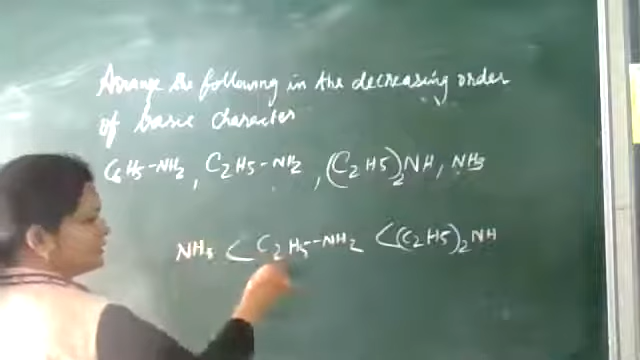 Arrange the following in the decreasing order
of basic character
C6H5-NH2, C2H5-NH2, (C2H5)2NH, NH3
NH3 < C2H5-NH2 < (C2H5)2NH